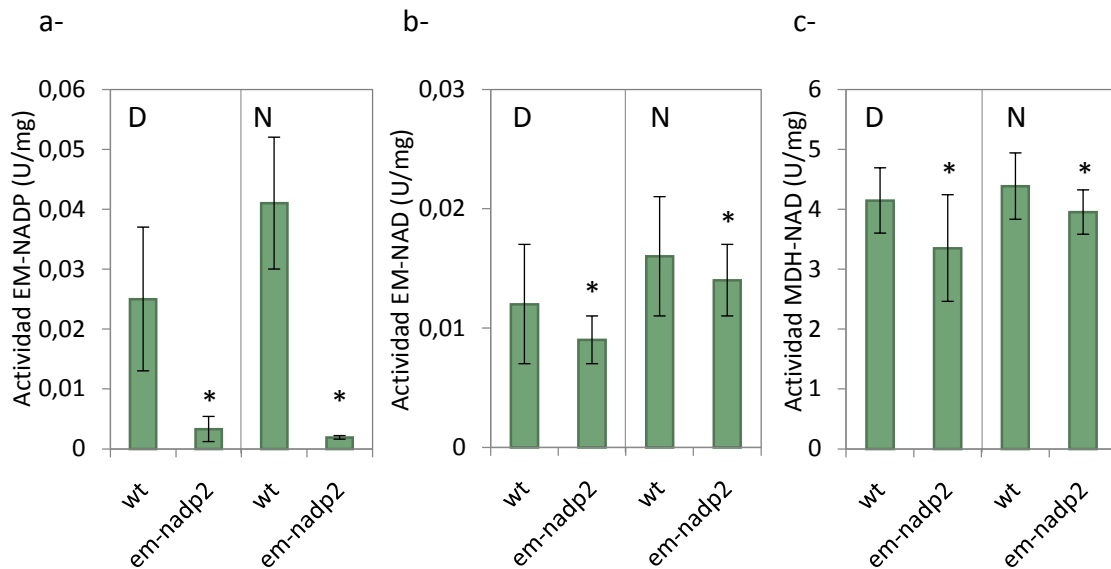 a-
Actividad EM-NADP (U/mg)
0,06
0,05
0,04
0,03
0,02
0,01
0
D
N
*
*
wt
em-nadp2
wt
em-nadp2
b-
Actividad EM-NAD (U/mg)
0,03
0,02
0,01
0
D
N
*
*
wt
em-nadp2
wt
em-nadp2
c-
Actividad MDH-NAD (U/mg)
6
5
4
3
2
1
0
D
N
*
*
wt
em-nadp2
wt
em-nadp2